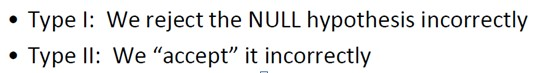 • Type I:  We reject the NULL hypothesis incorrectly
• Type II:  We “accept” it incorrectly